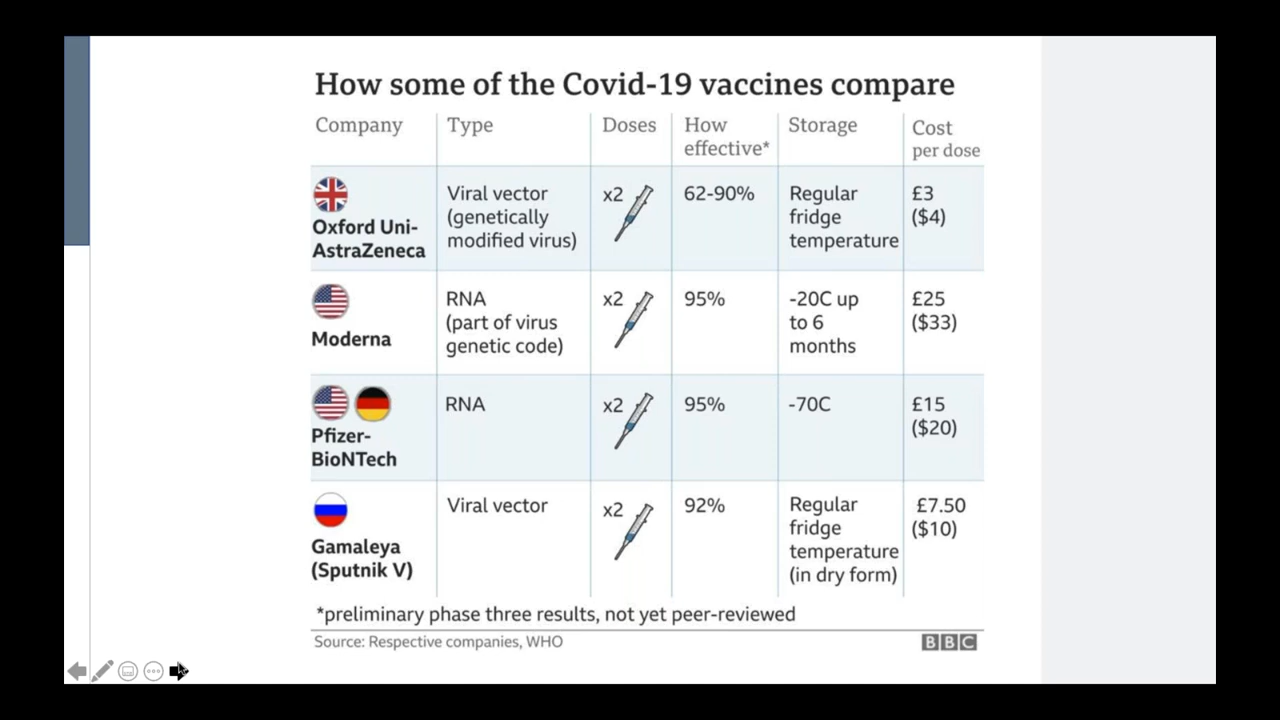 How some of the Covid-19 vaccines compare
Company Type Doses How effective* Storage Cost per dose
Oxford Uni-
AstraZeneca
Viral vector
(genetically
modified virus)
x2
62-90%
Regular
fridge
temperature
£3
($4)
Moderna
RNA
(part of virus
genetic code)
x2
95%
-20C up
to 6
months
£25
($33)
Pfizer-
BioNTech
RNA
x2
95%
-70C
£15
($20)
Gamaleya
(Sputnik V)
Viral vector
x2
92%
Regular
fridge
temperature
(in dry form)
£7.50
($10)
*preliminary phase three results, not yet peer-reviewed
Source: Respective companies, WHO
BBC